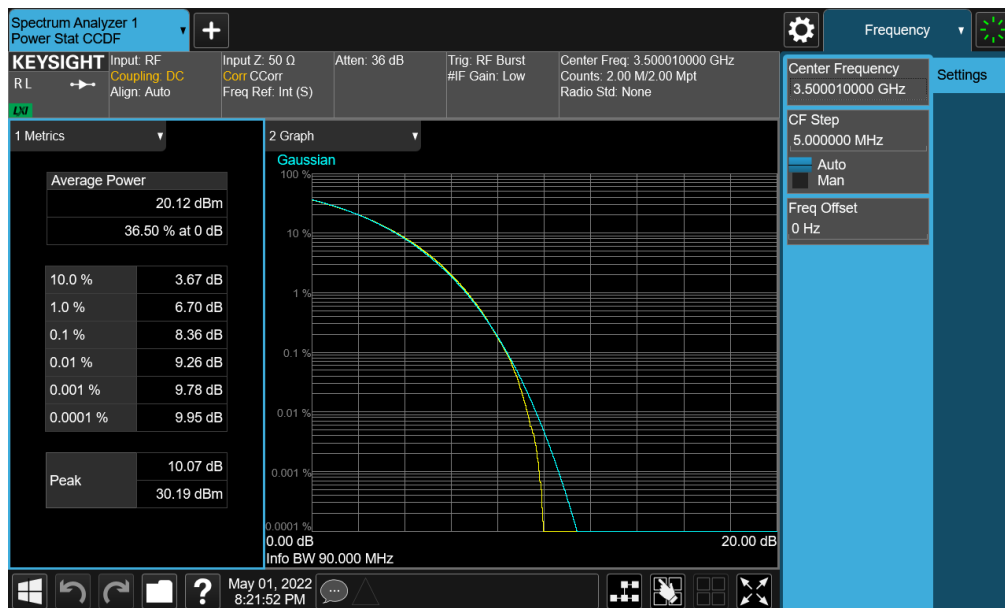 Spectrum Analyzer 1
Power Stat CCDF
Frequency
KEYSIGHT
R L
LXI
Input: RF
Coupling: DC
Align: Auto
Input Z: 50 Ω
Corr CCorr
Freq Ref: Int (S)
Atten: 36 dB
Trig: RF Burst
#IF Gain: Low
Center Freq: 3.500010000 GHz
Counts: 2.00 M/2.00 Mpt
Radio Std: None
Center Frequency
3.500010000 GHz
Settings
CF Step
5.000000 MHz
Auto
Man
Freq Offset
0 Hz
1 Metrics
Average Power
20.12 dBm
36.50 % at 0 dB
10.0 % 3.67 dB
1.0 % 6.70 dB
0.1 % 8.36 dB
0.01 % 9.26 dB
0.001 % 9.78 dB
0.0001 % 9.95 dB
Peak
10.07 dB
30.19 dBm
2 Graph
Gaussian
100 %
10 %
1 %
0.1 %
0.01 %
0.001 %
0.0001 %
0.00 dB
20.00 dB
Info BW 90.000 MHz
?
May 01, 2022
8:21:52 PM